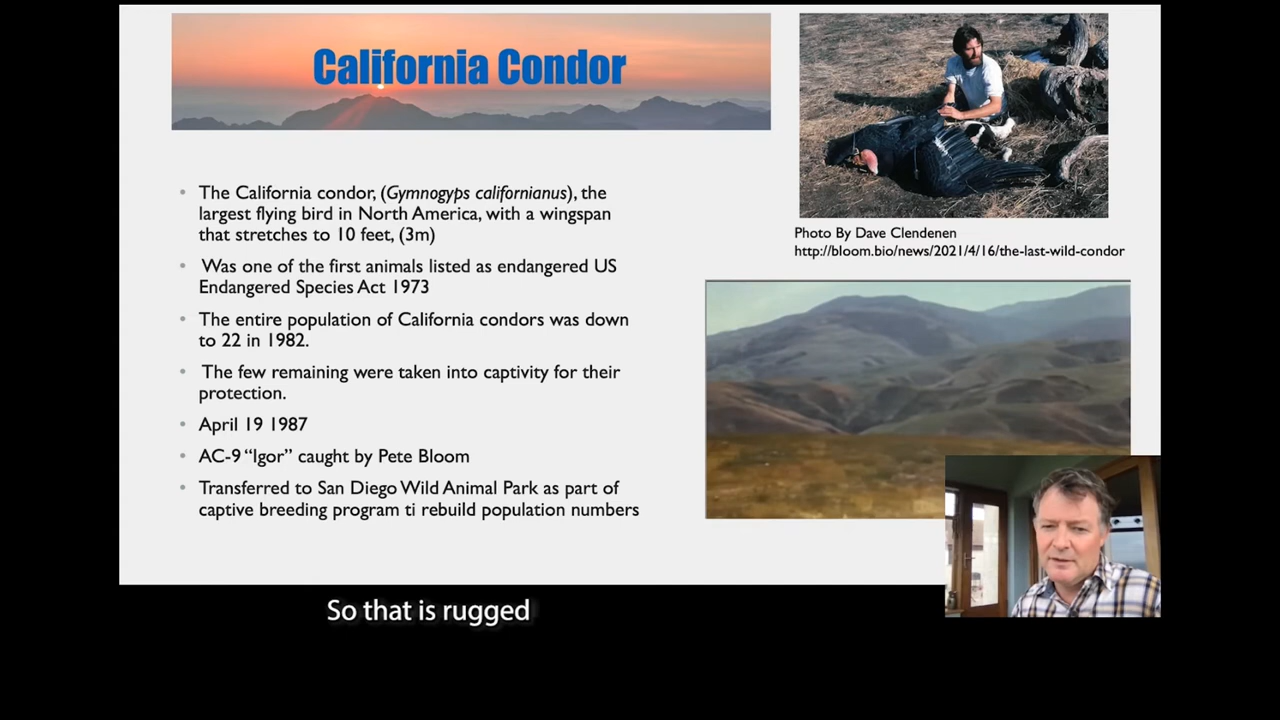 California Condor
The California condor, (Gymnogyps californianus), the
largest flying bird in North America, with a wingspan
that stretches to 10 feet, (3m)
Was one of the first animals listed as endangered US
Endangered Species Act 1973
The entire population of California condors was down
to 22 in 1982.
The few remaining were taken into captivity for their
protection.
April 19 1987
AC-9 “Igor” caught by Pete Bloom
Transferred to San Diego Wild Animal Park as part of
captive breeding program ti rebuild population numbers
Photo By Dave Clendenen
http://bloom.bio/news/2021/4/16/the-last-wild-condor
So that is rugged